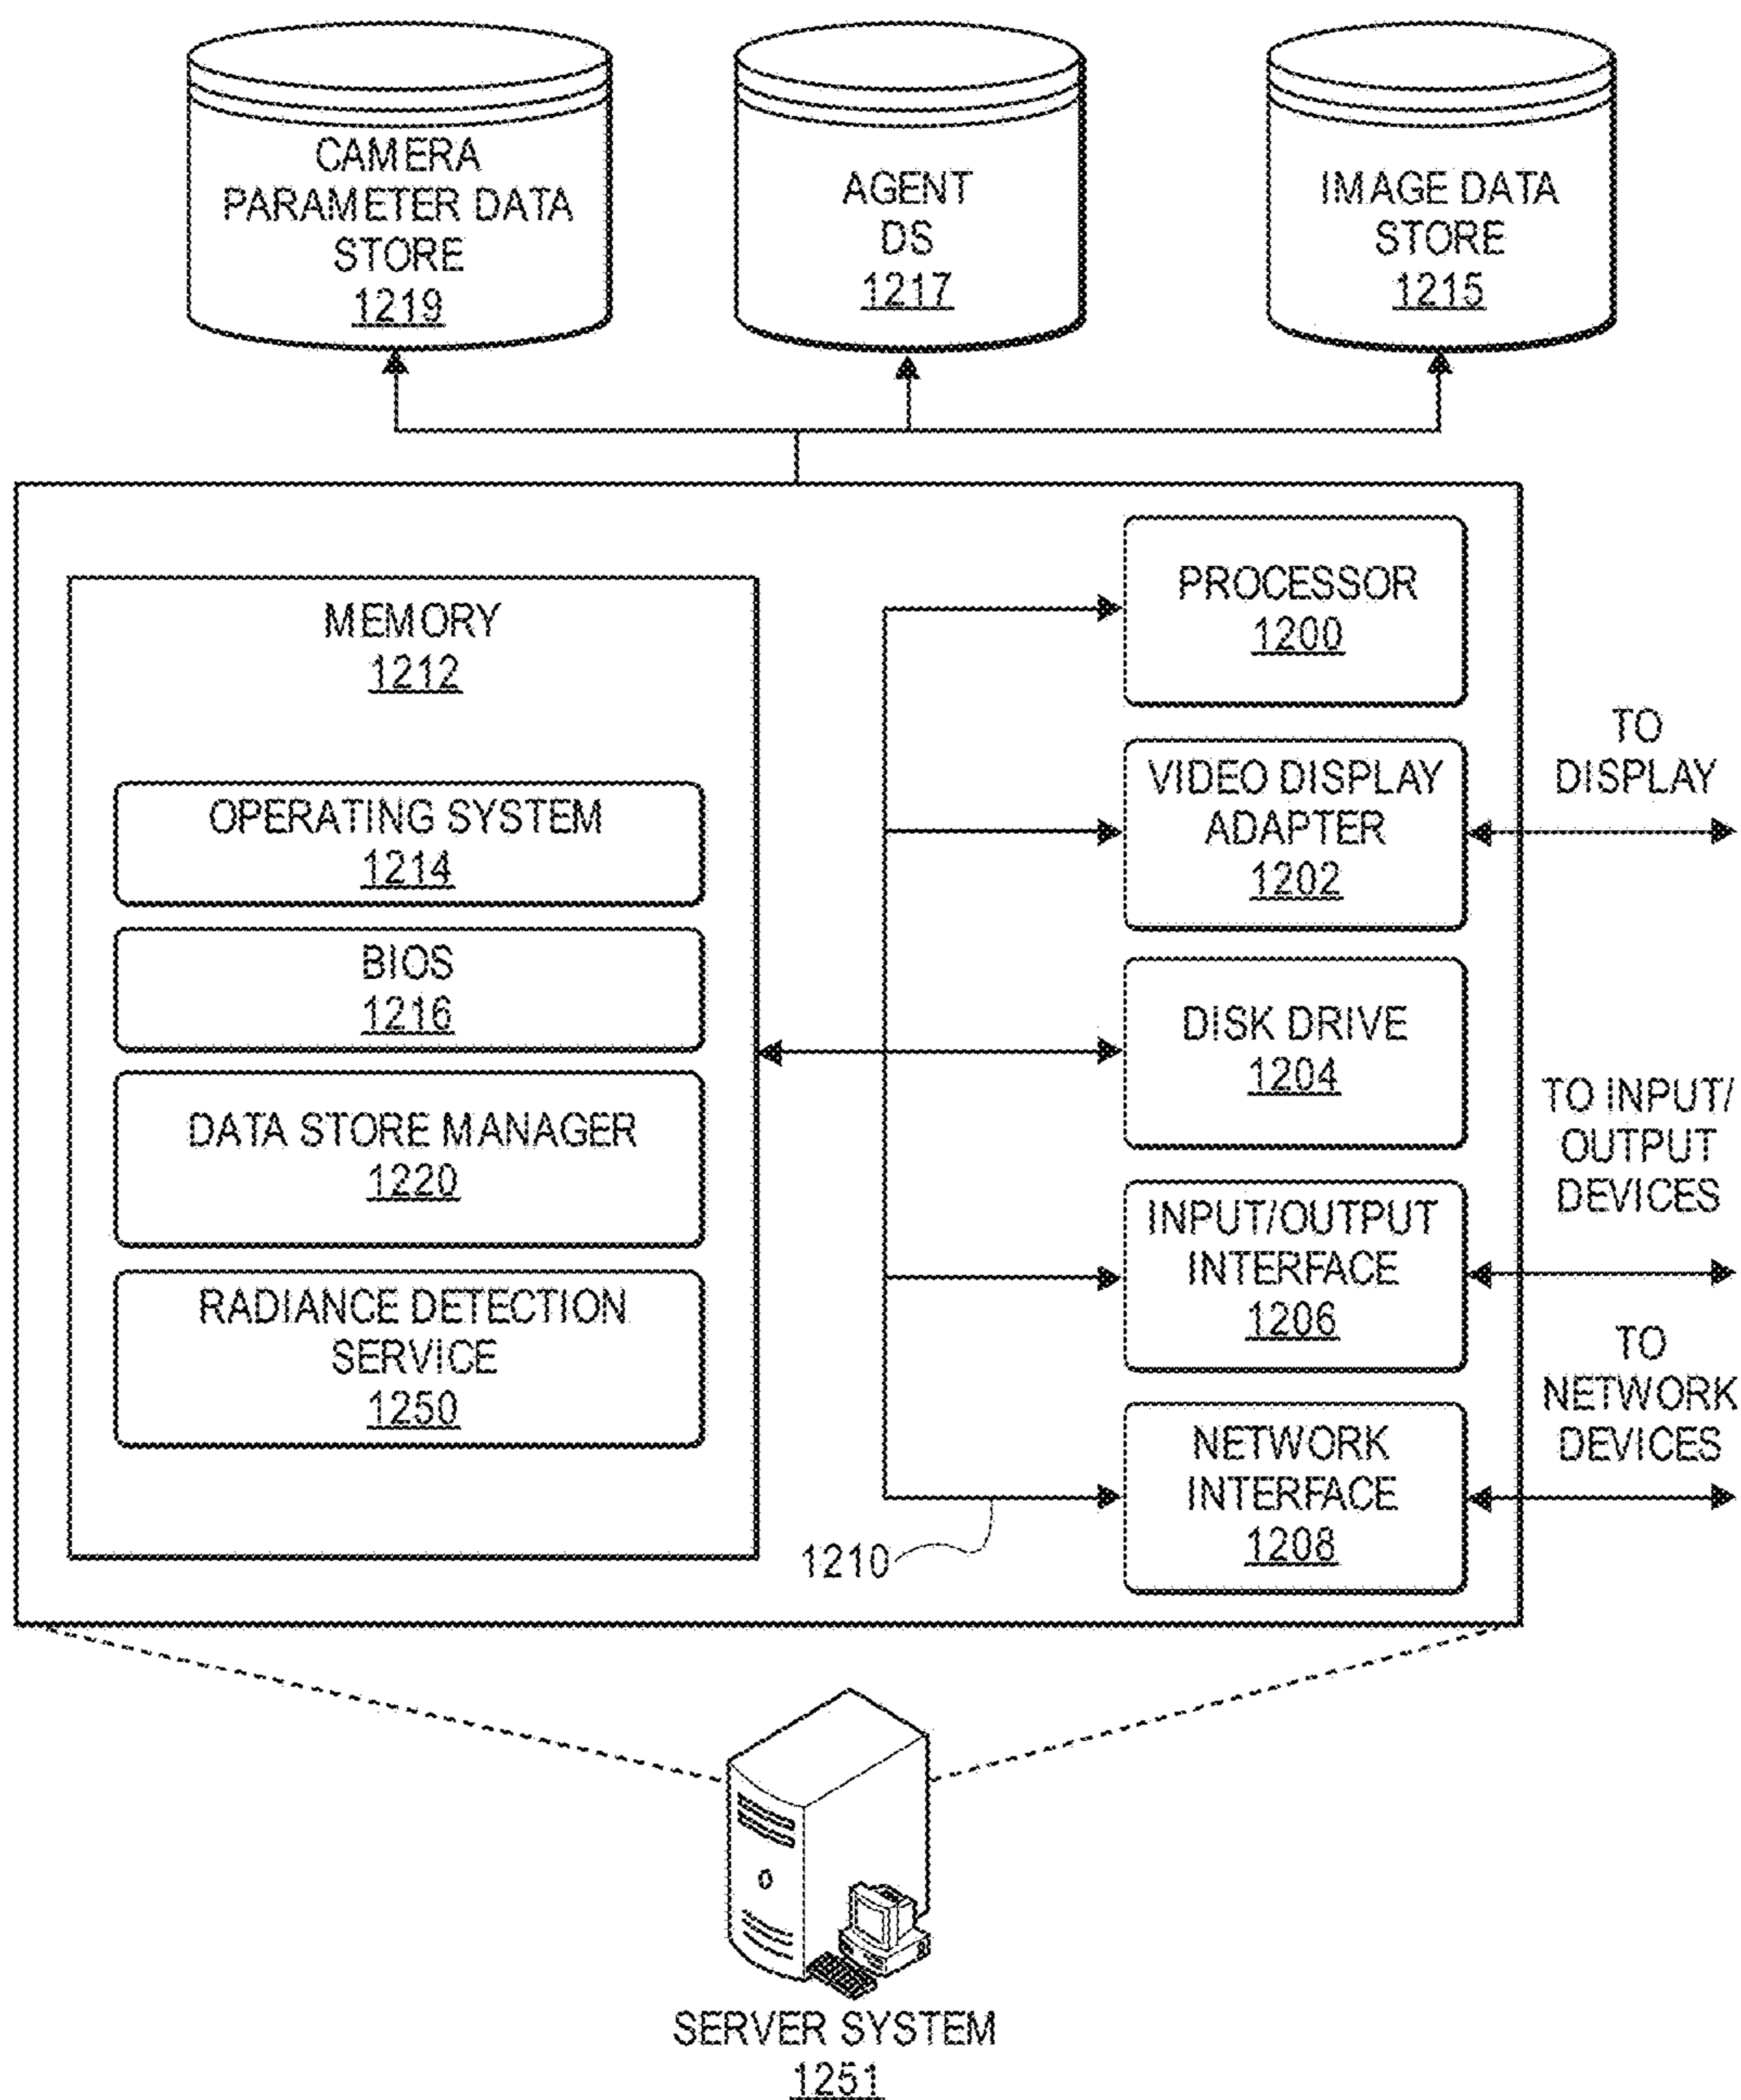 CAMERA
PARAMETER DATA
STORE
1219
AGENT
DS
1217
IMAGE DATA
STORE
1215
MEMORY
1212
OPERATING SYSTEM
1214
BIOS
1216
DATA STORE MANAGER
1220
RADIANCE DETECTION
SERVICE
1250
PROCESSOR
1200
VIDEO DISPLAY
ADAPTER
1202
DISK DRIVE
1204
INPUT/OUTPUT
INTERFACE
1206
NETWORK
INTERFACE
1208
1210
TO
DISPLAY
TO INPUT/
OUTPUT
DEVICES
TO
NETWORK
DEVICES
SERVER SYSTEM
1251